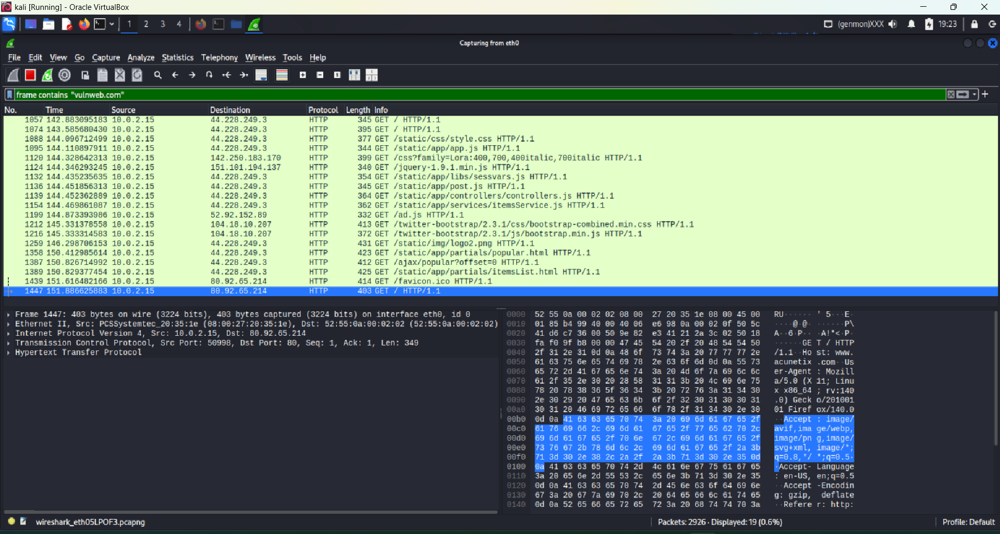 kali [Running] - Oracle VirtualBox
1 2 3 4 (genmon)XXX 19:23
Capturing from eth0
File Edit View Go Capture Analyze Statistics Telephony Wireless Tools Help
frame contains "vulnweb.com"
No. Time Source Destination Protocol Length Info
1057 142.883095183 10.0.2.15 44.228.249.3 HTTP 345 GET / HTTP/1.1
1074 143.585680430 10.0.2.15 44.228.249.3 HTTP 395 GET / HTTP/1.1
1088 144.096712499 10.0.2.15 44.228.249.3 HTTP 377 GET /static/css/style.css HTTP/1.1
1095 144.110897911 10.0.2.15 44.228.249.3 HTTP 344 GET /static/app/app.js HTTP/1.1
1120 144.328642313 10.0.2.15 142.250.183.170 HTTP 399 GET /css?family=Lora:400,700,400italic,700italic HTTP/1.1
1124 144.346293245 10.0.2.15 151.101.194.137 HTTP 340 GET /jquery-1.9.1.min.js HTTP/1.1
1132 144.435235635 10.0.2.15 44.228.249.3 HTTP 354 GET /static/app/libs/sessvars.js HTTP/1.1
1136 144.451856313 10.0.2.15 44.228.249.3 HTTP 345 GET /static/app/post.js HTTP/1.1
1139 144.452362889 10.0.2.15 44.228.249.3 HTTP 364 GET /static/app/controllers/controllers.js HTTP/1.1
1154 144.469861087 10.0.2.15 44.228.249.3 HTTP 362 GET /static/app/services/itemsService.js HTTP/1.1
1199 144.873393986 10.0.2.15 52.92.152.89 HTTP 332 GET /ad.js HTTP/1.1
1212 145.331378558 10.0.2.15 104.18.10.207 HTTP 413 GET /twitter-bootstrap/2.3.1/css/bootstrap-combined.min.css HTTP/1.1
1216 145.333314583 10.0.2.15 104.18.10.207 HTTP 372 GET /twitter-bootstrap/2.3.1/js/bootstrap.min.js HTTP/1.1
1259 146.298706153 10.0.2.15 44.228.249.3 HTTP 431 GET /static/img/logo2.png HTTP/1.1
1358 150.412985614 10.0.2.15 44.228.249.3 HTTP 423 GET /static/app/partials/popular.html HTTP/1.1
1387 150.826714992 10.0.2.15 44.228.249.3 HTTP 412 GET /ajax/popular?offset=0 HTTP/1.1
1389 150.829377454 10.0.2.15 44.228.249.3 HTTP 425 GET /static/app/partials/itemsList.html HTTP/1.1
1439 151.616482166 10.0.2.15 80.92.65.214 HTTP 414 GET /favicon.ico HTTP/1.1
1447 151.886625883 10.0.2.15 80.92.65.214 HTTP 403 GET / HTTP/1.1
Frame 1447: 403 bytes on wire (3224 bits), 403 bytes captured (3224 bits) on interface eth0, id 0
Ethernet II, Src: PCSSystemtec_20:35:1e (08:00:27:20:35:1e), Dst: 52:55:0a:00:02:02 (52:55:0a:00:02:02)
Internet Protocol Version 4, Src: 10.0.2.15, Dst: 80.92.65.214
Transmission Control Protocol, Src Port: 50998, Dst Port: 80, Seq: 1, Ack: 1, Len: 349
Hypertext Transfer Protocol
0000 52 55 0a 00 02 02 08 00 27 20 35 1e 08 00 45 00 RU······ ' 5···E·
0010 01 85 b4 99 40 00 40 06 e6 98 0a 00 02 0f 50 5c ····@·@· ······P\
0020 41 d6 c7 36 00 50 9e 82 e3 41 21 2a 3c 02 50 18 A··6·P·· ·A!*<·P·
0030 fa f0 9f b8 00 00 47 45 54 20 2f 20 48 54 54 50 ······GE T / HTTP
0040 2f 31 2e 31 0d 0a 48 6f 73 74 3a 20 77 77 77 2e /1.1··Ho st: www.
0050 61 63 75 6e 65 74 69 78 2e 63 6f 6d 0d 0a 55 73 acunetix .com··Us
0060 65 72 2d 41 67 65 6e 74 3a 20 4d 6f 7a 69 6c 6c er-Agent : Mozill
0070 61 2f 35 2e 30 20 28 58 31 31 3b 20 4c 69 6e 75 a/5.0 (X 11; Linu
0080 78 20 78 38 36 5f 36 34 3b 20 72 76 3a 31 34 30 x x86_64 ; rv:140
0090 2e 30 29 20 47 65 63 6b 6f 2f 32 30 31 30 30 31 .0) Geck o/201001
00a0 30 31 20 46 69 72 65 66 6f 78 2f 31 34 30 2e 30 01 Firef ox/140.0
00b0 0d 0a 41 63 63 65 70 74 3a 20 69 6d 61 67 65 2f ··Accept : image/
00c0 61 76 69 66 2c 69 6d 61 67 65 2f 77 65 62 70 2c avif,ima ge/webp,
00d0 69 6d 61 67 65 2f 70 6e 67 2c 69 6d 61 67 65 2f image/pn g,image/
00e0 73 76 67 2b 78 6d 6c 2c 69 6d 61 67 65 2f 2a 3b svg+xml, image/*;
00f0 71 3d 30 2e 38 2c 2a 2f 2a 3b 71 3d 30 2e 35 0d q=0.8,*/ *;q=0.5·
0100 0a 41 63 63 65 70 74 2d 4c 61 6e 67 75 61 67 65 ·Accept- Language
0110 3a 20 65 6e 2d 55 53 2c 65 6e 3b 71 3d 30 2e 35 : en-US, en;q=0.5
0120 0d 0a 41 63 63 65 70 74 2d 45 6e 63 6f 64 69 6e ··Accept -Encodin
0130 67 3a 20 67 7a 69 70 2c 20 64 65 66 6c 61 74 65 g: gzip, deflate
0140 0d 0a 52 65 66 65 72 65 72 3a 20 68 74 74 70 3a ··Refere r: http:
wireshark_eth05LPOF3.pcapng Packets: 2926 · Displayed: 19 (0.6%) Profile: Default